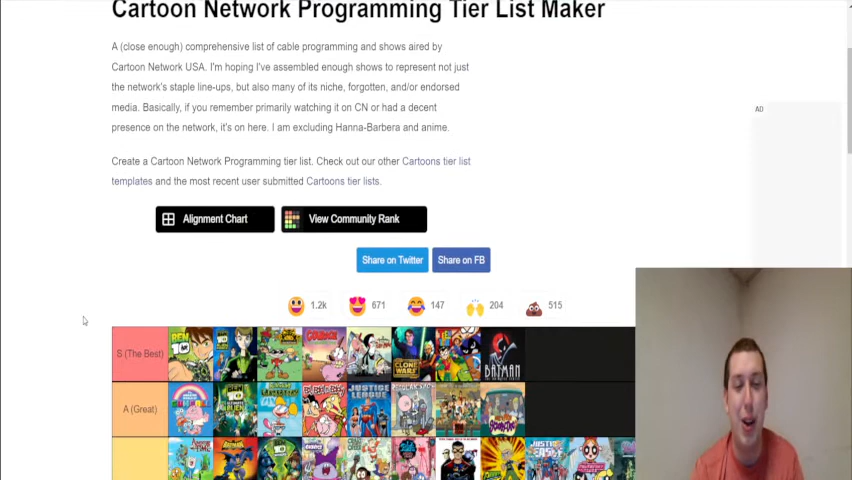 Cartoon Network Programming Tier List Maker
A (close enough) comprehensive list of cable programming and shows aired by
Cartoon Network USA. I'm hoping I've assembled enough shows to represent not just
the network's staple line-ups, but also many of its niche, forgotten, and/or endorsed
media. Basically, if you remember primarily watching it on CN or had a decent
presence on the network, it's on here. I am excluding Hanna-Barbera and anime.
AD
Create a Cartoon Network Programming tier list. Check out our other Cartoons tier list
templates and the most recent user submitted Cartoons tier lists.
Alignment Chart
View Community Rank
Share on Twitter
Share on FB
1.2k
671
147
204
515
S (The Best)
BEN
10
BEN
10
CLONE
WARS
BATMAN
A (Great)
JUSTICE
LEAGUE